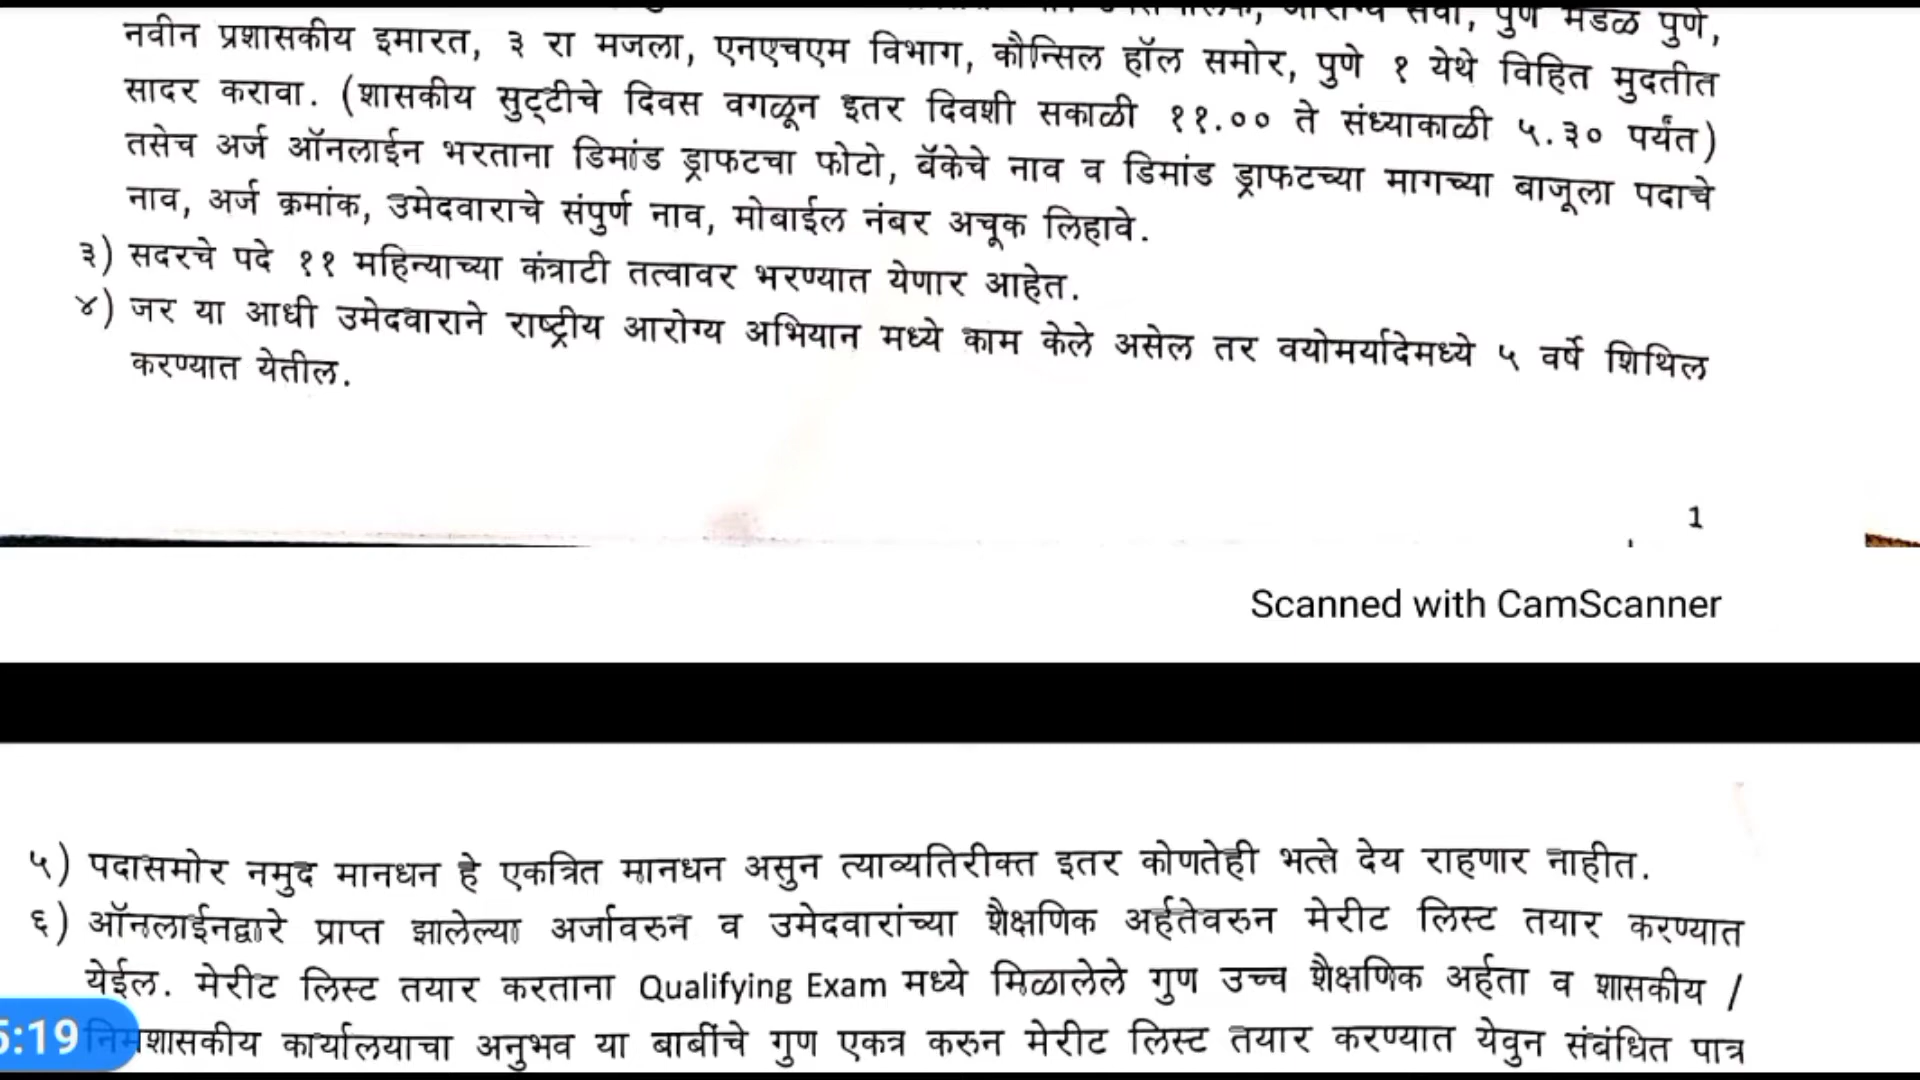 आरोग्य सेवा, पुणे मंडळ पुणे,
नवीन प्रशासकीय इमारत, ३ रा मजला, एनएचएम विभाग, कौन्सिल हॉल समोर, पुणे १ येथे विहित मुदतीत
सादर करावा. (शासकीय सुट्टीचे दिवस वगळून इतर दिवशी सकाळी ११.०० ते संध्याकाळी ५.३० पर्यंत)
तसेच अर्ज ऑनलाईन भरताना डिमांड ड्राफटचा फोटो, बॅकेचे नाव व डिमांड ड्राफटच्या मागच्या बाजूला पदाचे
नाव, अर्ज क्रमांक, उमेदवाराचे संपुर्ण नाव, मोबाईल नंबर अचूक लिहावे.
३) सदरचे पदे ११ महिन्याच्या कंत्राटी तत्वावर भरण्यात येणार आहेत.
४) जर या आधी उमेदवाराने राष्ट्रीय आरोग्य अभियान मध्ये काम केले असेल तर वयोमर्यादेमध्ये ५ वर्षे शिथिल
करण्यात येतील.
1
Scanned with CamScanner
५) पदासमोर नमुद मानधन हे एकत्रित मानधन असुन त्याव्यतिरीक्त इतर कोणतेही भत्ते देय राहणार नाहीत.
६) ऑनलाईनद्वारे प्राप्त झालेल्या अर्जावरुन व उमेदवारांच्या शैक्षणिक अर्हतेवरुन मेरीट लिस्ट तयार करण्यात
येईल. मेरीट लिस्ट तयार करताना Qualifying Exam मध्ये मिळालेले गुण उच्च शैक्षणिक अर्हता व शासकीय /
निमशासकीय कार्यालयाचा अनुभव या बाबींचे गुण एकत्र करुन मेरीट लिस्ट तयार करण्यात येवुन संबंधित पात्र
5:19